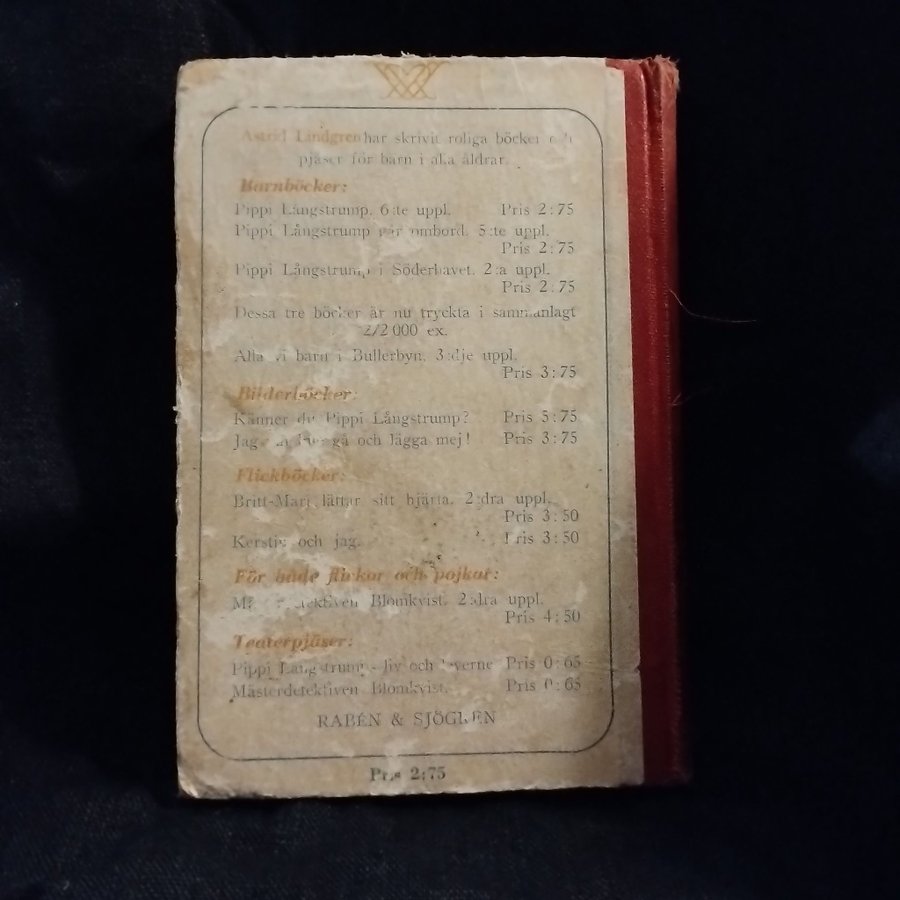 Astrid Lindgren har skrivit roliga böcker och
pjäser för barn i alla åldrar.
Barnböcker:
Pippi Långstrump. 6:te uppl. Pris 2:75
Pippi Långstrump går ombord. 5:te uppl.
Pris 2:75
Pippi Långstrump i Söderhavet. 2:a uppl.
Pris 2:75
Dessa tre böcker är nu tryckta i sammanlagt
000 ex.
Alla vi barn i Bullerbyn. 3:dje uppl.
Pris 3:75
Bilderböcker:
Känner du Pippi Långstrump? Pris 5:75
Jag och lägga mej! Pris 3:75
Flickböcker:
Britt-Mari lättar sitt hjärta. 2:dra uppl.
Pris 3:50
Kerstin och jag. Pris 3:50
För både flickor och pojkar:
Blomkvist. 2:dra uppl.
Pris 4:50
Teaterpjäser:
Pippi Långstrumps liv och leverne Pris 0:65
Mästerdetektiven Blomkvist. Pris 0:65
RABÉN & SJÖGREN
Pris 2:75